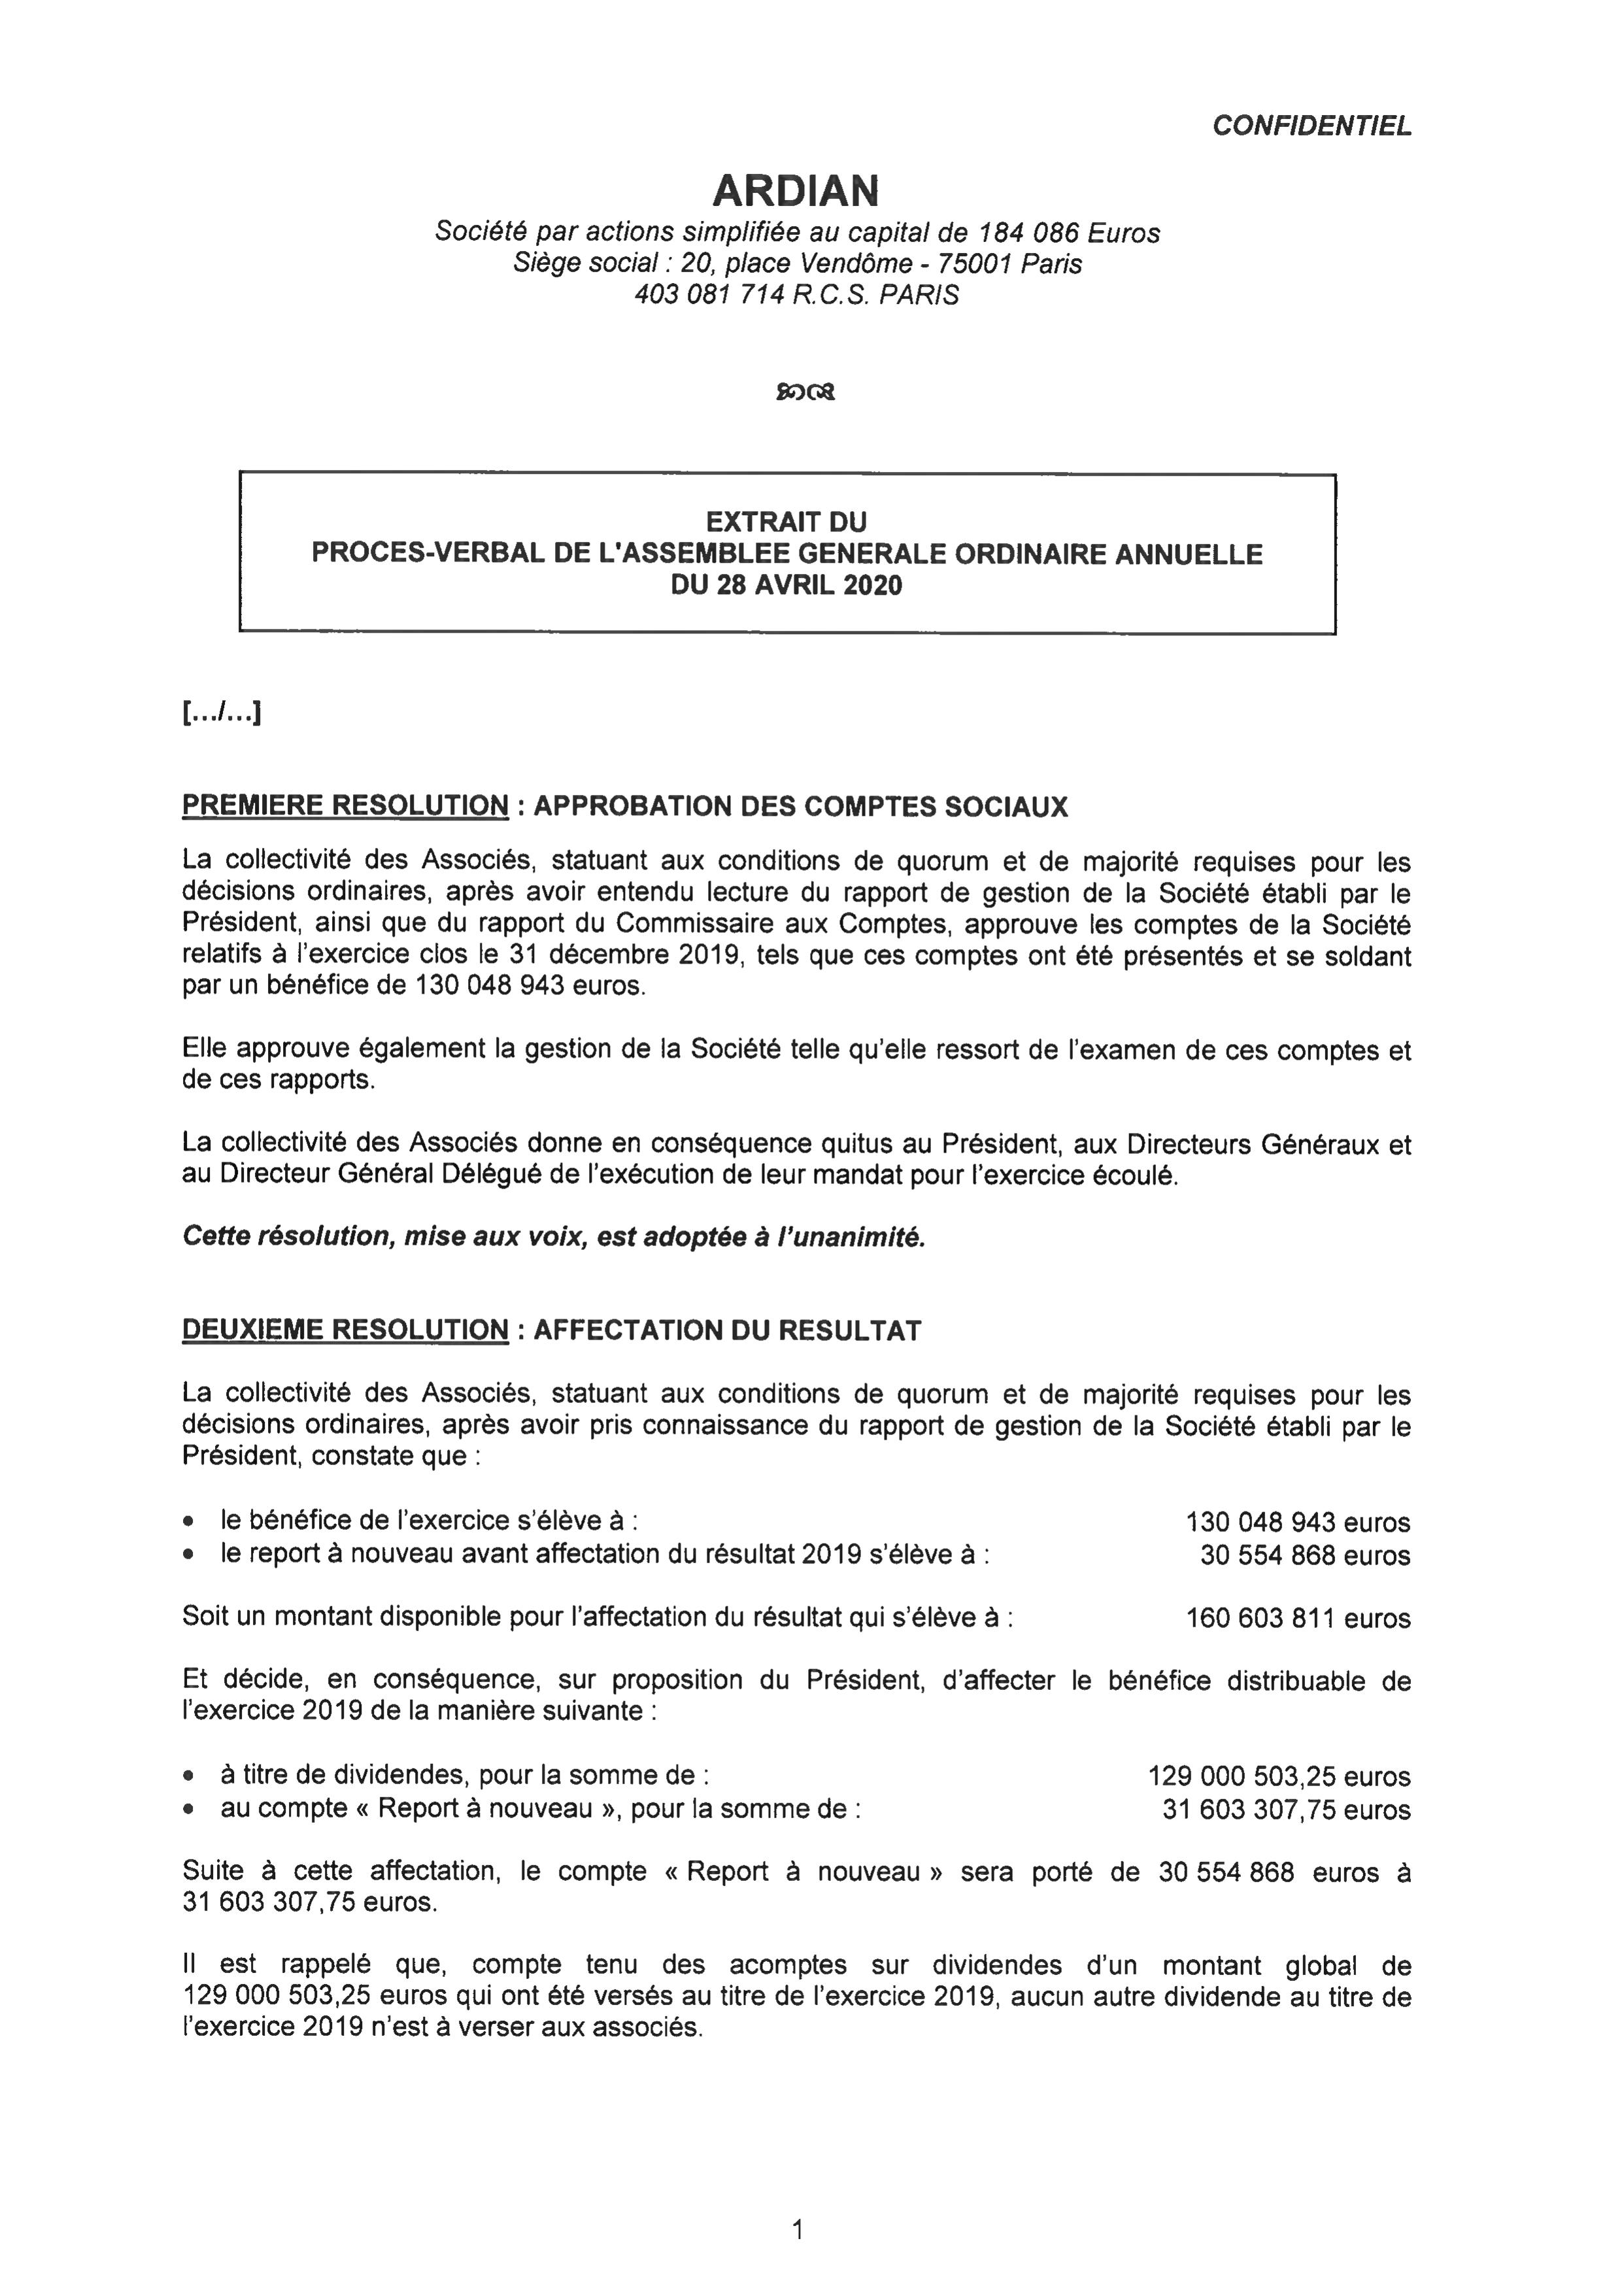 CONFIDENTIEL
ARDIAN
Société par actions simplifiée au capital de 184 086 Euros
Siège social : 20, place Vendôme - 75001 Paris
403 081 714 R.C.S. PARIS
EXTRAIT DU
PROCES-VERBAL DE L'ASSEMBLEE GENERALE ORDINAIRE ANNUELLE
DU 28 AVRIL 2020
[.../...]
PREMIERE RESOLUTION : APPROBATION DES COMPTES SOCIAUX
La collectivité des Associés, statuant aux conditions de quorum et de majorité requises pour les
décisions ordinaires, après avoir entendu lecture du rapport de gestion de la Société établi par le
Président, ainsi que du rapport du Commissaire aux Comptes, approuve les comptes de la Société
relatifs à l'exercice clos le 31 décembre 2019, tels que ces comptes ont été présentés et se soldant
par un bénéfice de 130 048 943 euros.
Elle approuve également la gestion de la Société telle qu'elle ressort de l'examen de ces comptes et
de ces rapports.
La collectivité des Associés donne en conséquence quitus au Président, aux Directeurs Généraux et
au Directeur Général Délégué de l'exécution de leur mandat pour l'exercice écoulé.
Cette résolution, mise aux voix, est adoptée à l'unanimité.
DEUXIEME RESOLUTION : AFFECTATION DU RESULTAT
La collectivité des Associés, statuant aux conditions de quorum et de majorité requises pour les
décisions ordinaires, après avoir pris connaissance du rapport de gestion de la Société établi par le
Président, constate que :
• le bénéfice de l'exercice s'élève à : 130 048 943 euros
• le report à nouveau avant affectation du résultat 2019 s'élève à : 30 554 868 euros
Soit un montant disponible pour l'affectation du résultat qui s'élève à : 160 603 811 euros
Et décide, en conséquence, sur proposition du Président, d'affecter le bénéfice distribuable de
l'exercice 2019 de la manière suivante :
• à titre de dividendes, pour la somme de : 129 000 503,25 euros
• au compte « Report à nouveau », pour la somme de : 31 603 307,75 euros
Suite à cette affectation, le compte « Report à nouveau » sera porté de 30 554 868 euros à
31 603 307,75 euros.
Il est rappelé que, compte tenu des acomptes sur dividendes d'un montant global de
129 000 503,25 euros qui ont été versés au titre de l'exercice 2019, aucun autre dividende au titre de
l'exercice 2019 n'est à verser aux associés.
1